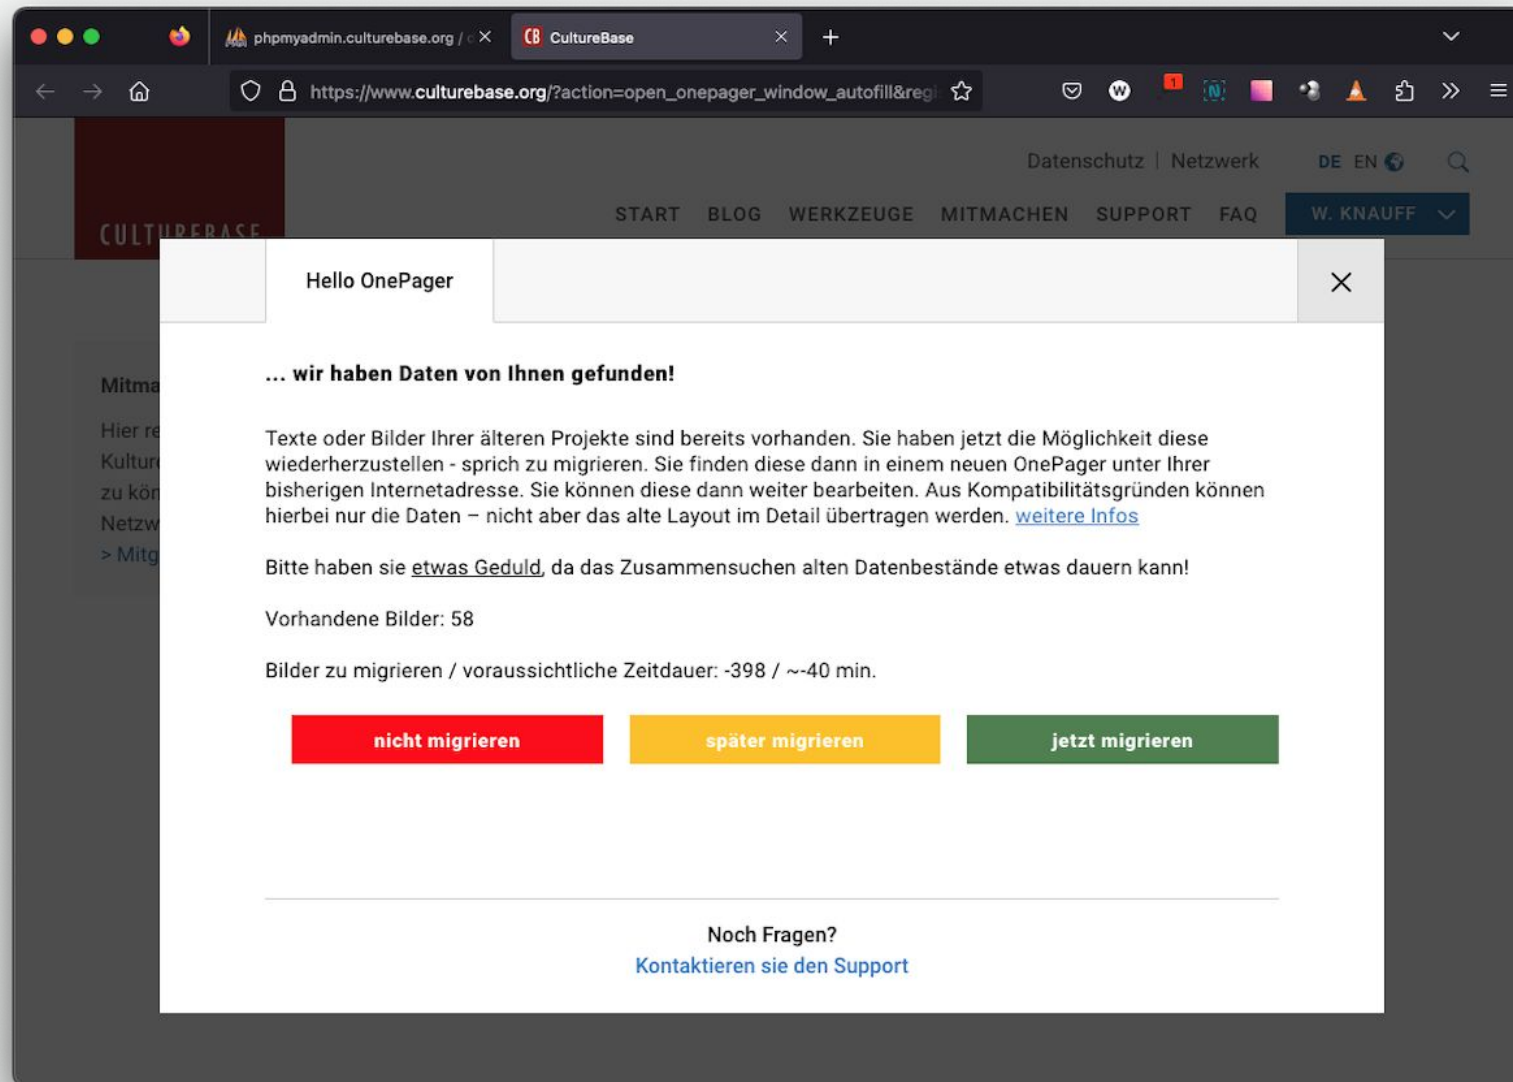 phpmyadmin.culturebase.org /
CB CultureBase
https://www.culturebase.org/?action=open_onepager_window_autofill&regi
W
1
N
Datenschutz | Netzwerk DE EN
CULTUREBASE
START BLOG WERKZEUGE MITMACHEN SUPPORT FAQ W. KNAUFF
Hello OnePager
Mitma
Hier re
Kulture
zu kön
Netzw
> Mitg
... wir haben Daten von Ihnen gefunden!
Texte oder Bilder Ihrer älteren Projekte sind bereits vorhanden. Sie haben jetzt die Möglichkeit diese
wiederherzustellen - sprich zu migrieren. Sie finden diese dann in einem neuen OnePager unter Ihrer
bisherigen Internetadresse. Sie können diese dann weiter bearbeiten. Aus Kompatibilitätsgründen können
hierbei nur die Daten – nicht aber das alte Layout im Detail übertragen werden. weitere Infos
Bitte haben sie etwas Geduld, da das Zusammensuchen alten Datenbestände etwas dauern kann!
Vorhandene Bilder: 58
Bilder zu migrieren / voraussichtliche Zeitdauer: -398 / ~-40 min.
nicht migrieren
später migrieren
jetzt migrieren
Noch Fragen?
Kontaktieren sie den Support